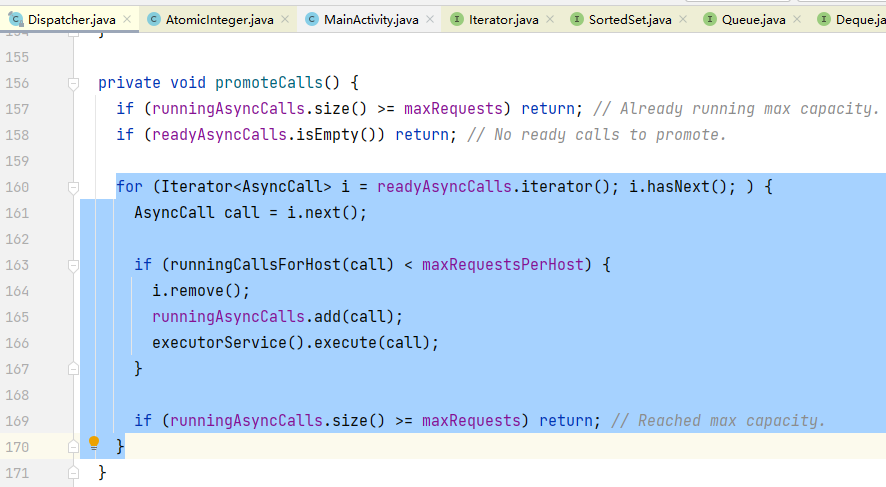 Dispatcher.java AtomicInteger.java MainActivity.java Iterator.java SortedSet.java Queue.java Deque.ja
154 }
155
156 private void promoteCalls() {
157 if (runningAsyncCalls.size() >= maxRequests) return; // Already running max capacity.
158 if (readyAsyncCalls.isEmpty()) return; // No ready calls to promote.
159
160 for (Iterator<AsyncCall> i = readyAsyncCalls.iterator(); i.hasNext(); ) {
161 AsyncCall call = i.next();
162
163 if (runningCallsForHost(call) < maxRequestsPerHost) {
164 i.remove();
165 runningAsyncCalls.add(call);
166 executorService().execute(call);
167 }
168
169 if (runningAsyncCalls.size() >= maxRequests) return; // Reached max capacity.
170 }
171 }